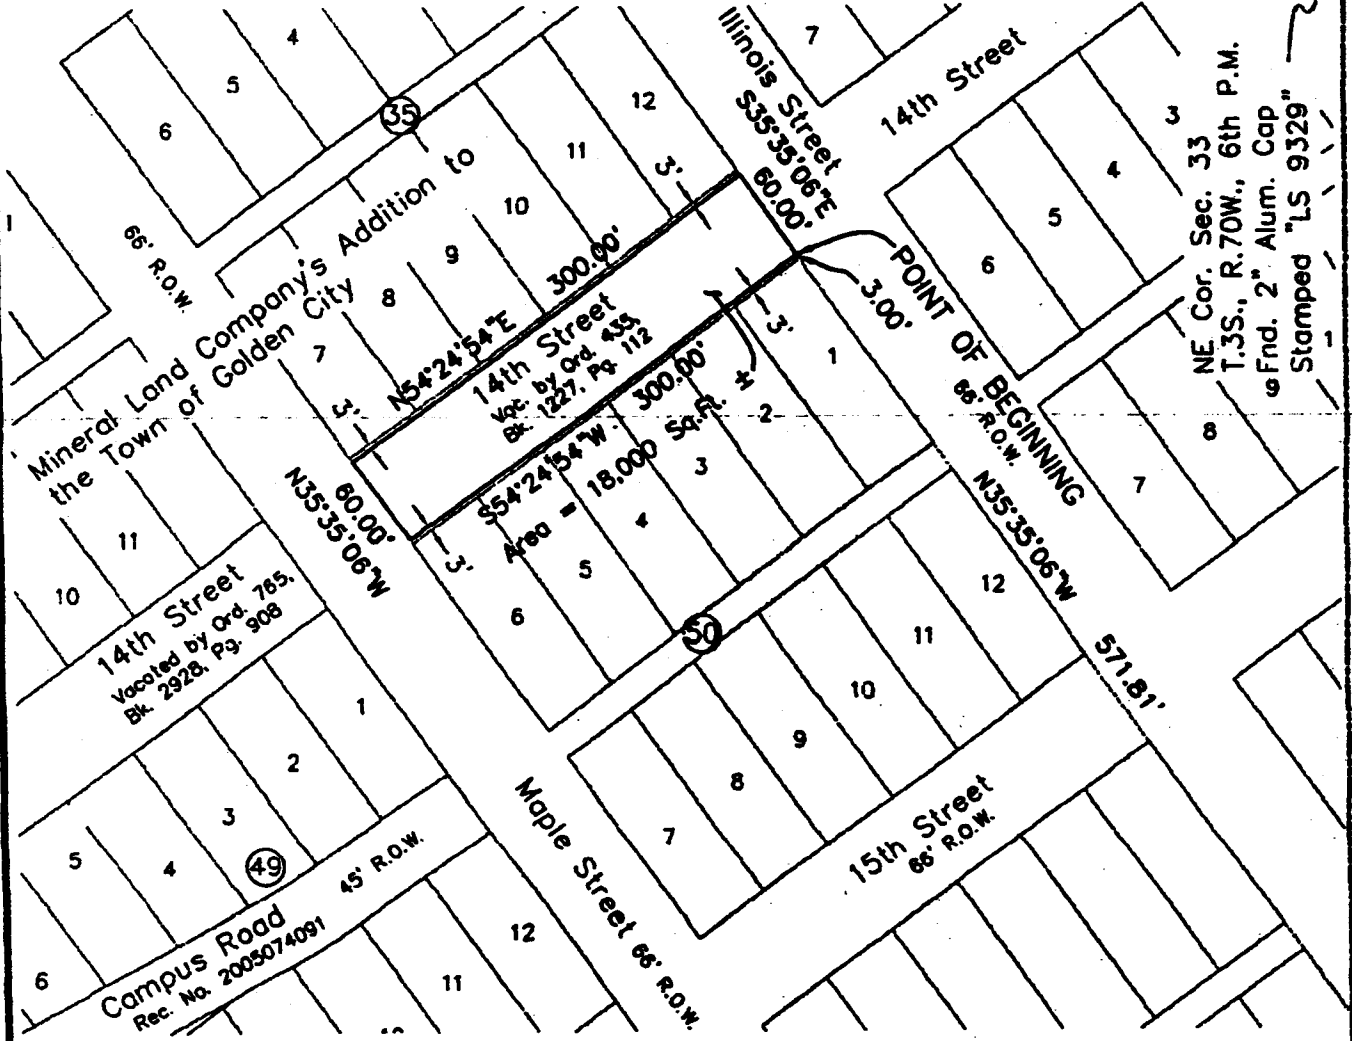 4
5
6
35
12
11
10
9
8
7
3'
Illinois Street
S35°35'06"E
60.00'
7
14th Street
3
4
5
6
NE Cor. Sec. 33
T.3S., R.70W., 6th P.M.
Fnd. 2" Alum. Cap
Stamped "LS 9329"
1
66' R.O.W.
Mineral Land Company's Addition to
the Town of Golden City
N54°24'54"E 300.00'
14th Street
Vac. by Ord. 435,
Bk. 1227, Pg. 112
S54°24'54"W 300.00'
Area = 18,000 Sq.Ft. ±
3'
3'
3'
60.00'
N35°35'06"W
POINT OF BEGINNING
3.00'
66' R.O.W.
N35°35'06"W 571.81'
1
2
3
4
5
6
50
12
11
10
9
8
7
8
7
9
1
11
10
14th Street
Vacated by Ord. 765,
Bk. 2928, Pg. 908
1
2
3
4
5
6
49
Campus Road 45' R.O.W.
Rec. No. 2005074091
12
11
Maple Street 66' R.O.W.
15th Street
66' R.O.W.